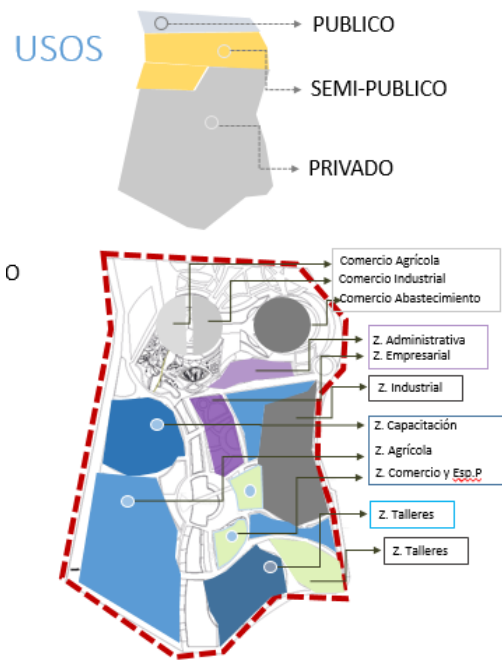 PUBLICO
USOS
SEMI-PUBLICO
PRIVADO
O
Comercio Agrícola
Comercio Industrial
Comercio Abastecimiento
Z. Administrativa
Z. Empresarial
Z. Industrial
Z. Capacitación
Z. Agrícola
Z. Comercio y Esp.P
Z. Talleres
Z. Talleres